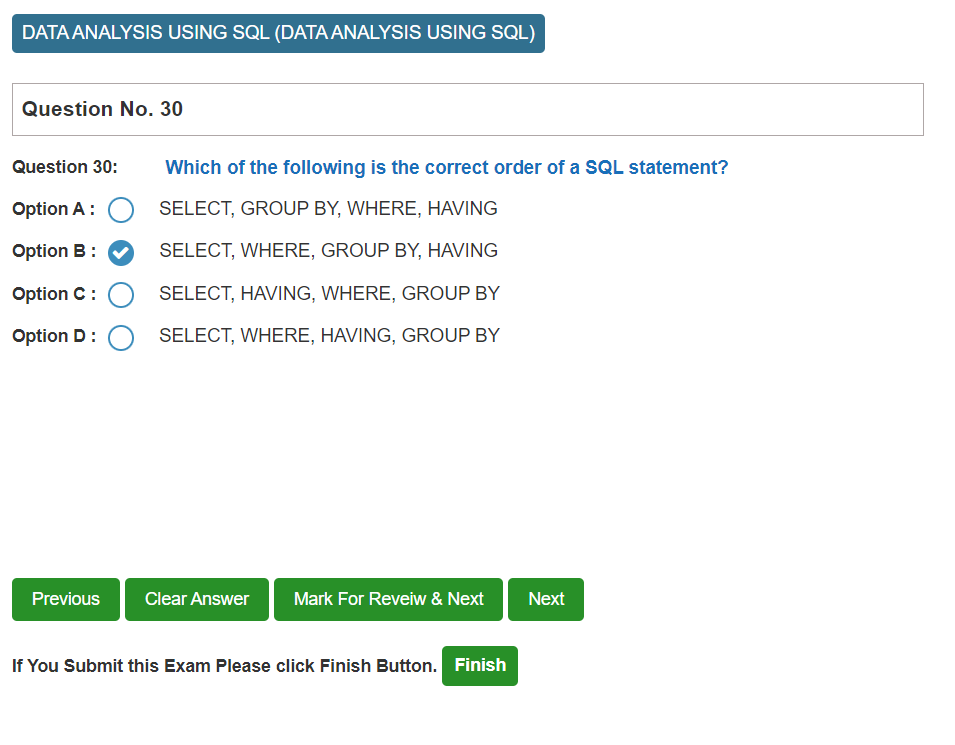 DATA ANALYSIS USING SQL (DATA ANALYSIS USING SQL)
Question No. 30
Question 30: Which of the following is the correct order of a SQL statement?
Option A : SELECT, GROUP BY, WHERE, HAVING
Option B : SELECT, WHERE, GROUP BY, HAVING
Option C : SELECT, HAVING, WHERE, GROUP BY
Option D : SELECT, WHERE, HAVING, GROUP BY
Previous Clear Answer Mark For Reveiw & Next Next
If You Submit this Exam Please click Finish Button. Finish